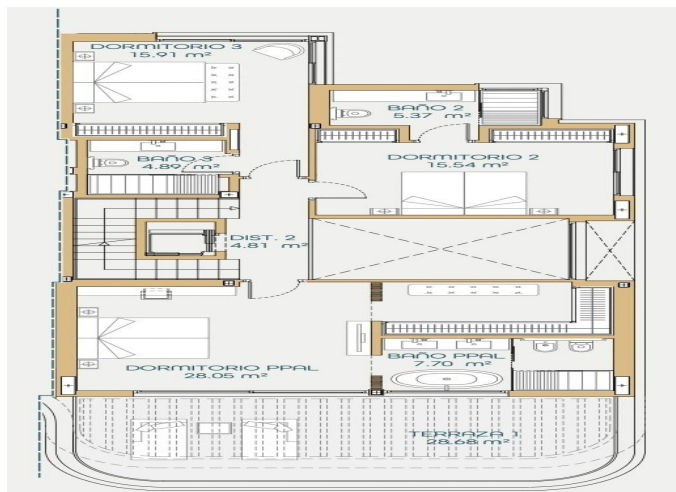 DORMITORIO 3
15.91 m²
BAÑO 2
5.37 m²
BAÑO 3
4.89 m²
DORMITORIO 2
15.54 m²
DIST. 2
4.81 m²
BAÑO PPAL
7.70 m²
DORMITORIO PPAL
28.05 m²
TERRAZA 1
28.68 m²